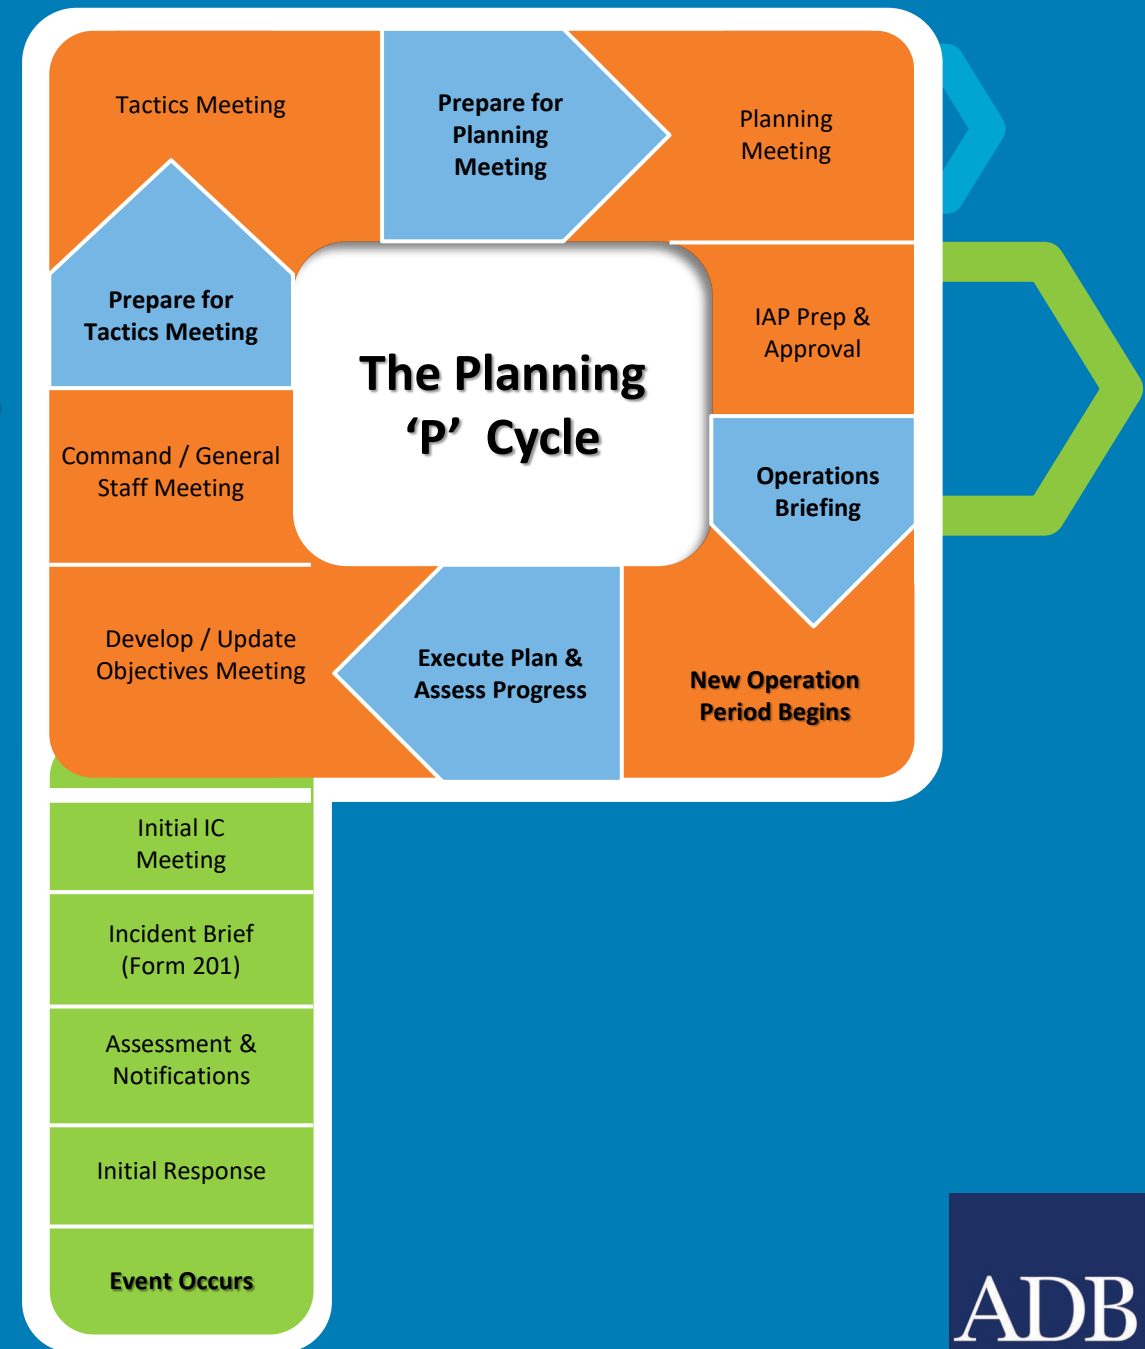 Tactics Meeting
Prepare for
Planning
Meeting
Planning
Meeting
Prepare for
Tactics Meeting
The Planning
‘P’ Cycle
IAP Prep &
Approval
Command / General
Staff Meeting
Operations
Briefing
Develop / Update
Objectives Meeting
Execute Plan &
Assess Progress
New Operation
Period Begins
Initial IC
Meeting
Incident Brief
(Form 201)
Assessment &
Notifications
Initial Response
Event Occurs
ADB